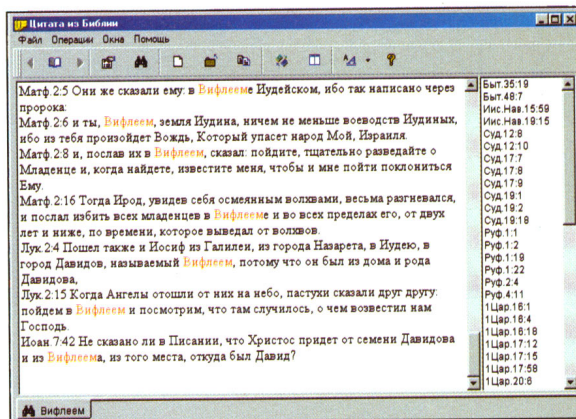 Цитата из Библии
Файл Операции Окна Помощь
Матф.2:5 Они же сказали ему: в Вифлееме Иудейском, ибо так написано через
пророка:
Матф.2:6 и ты, Вифлеем, земля Иудина, ничем не меньше воеводств Иудиных,
ибо из тебя произойдет Вождь, Который упасет народ Мой, Израиля.
Матф.2:8 и, послав их в Вифлеем, сказал: пойдите, тщательно разведайте о
Младенце и, когда найдете, известите меня, чтобы и мне пойти поклониться
Ему.
Матф.2:16 Тогда Ирод, увидев себя осмеянным волхвами, весьма разгневался,
и послал избить всех младенцев в Вифлееме и во всех пределах его, от двух
лет и ниже, по времени, которое выведал от волхвов.
Лук.2:4 Пошел также и Иосиф из Галилеи, из города Назарета, в Иудею, в
город Давидов, называемый Вифлеем, потому что он был из дома и рода
Давидова,
Лук.2:15 Когда Ангелы отошли от них на небо, пастухи сказали друг другу:
пойдем в Вифлеем и посмотрим, что там случилось, о чем возвестил нам
Господь.
Иоан.7:42 Не сказано ли в Писании, что Христос придет от семени Давидова
и из Вифлеема, из того места, откуда был Давид?
Быт.35:19
Быт.48:7
Иис.Нав.15:59
Иис.Нав.19:15
Суд.12:8
Суд.12:10
Суд.17:7
Суд.17:8
Суд.17:9
Суд.19:1
Суд.19:2
Суд.19:18
Руф.1:1
Руф.1:2
Руф.1:19
Руф.1:22
Руф.2:4
Руф.4:11
1Цар.16:1
1Цар.16:4
1Цар.16:18
1Цар.17:12
1Цар.17:15
1Цар.17:58
1Цар.20:6
Вифлеем